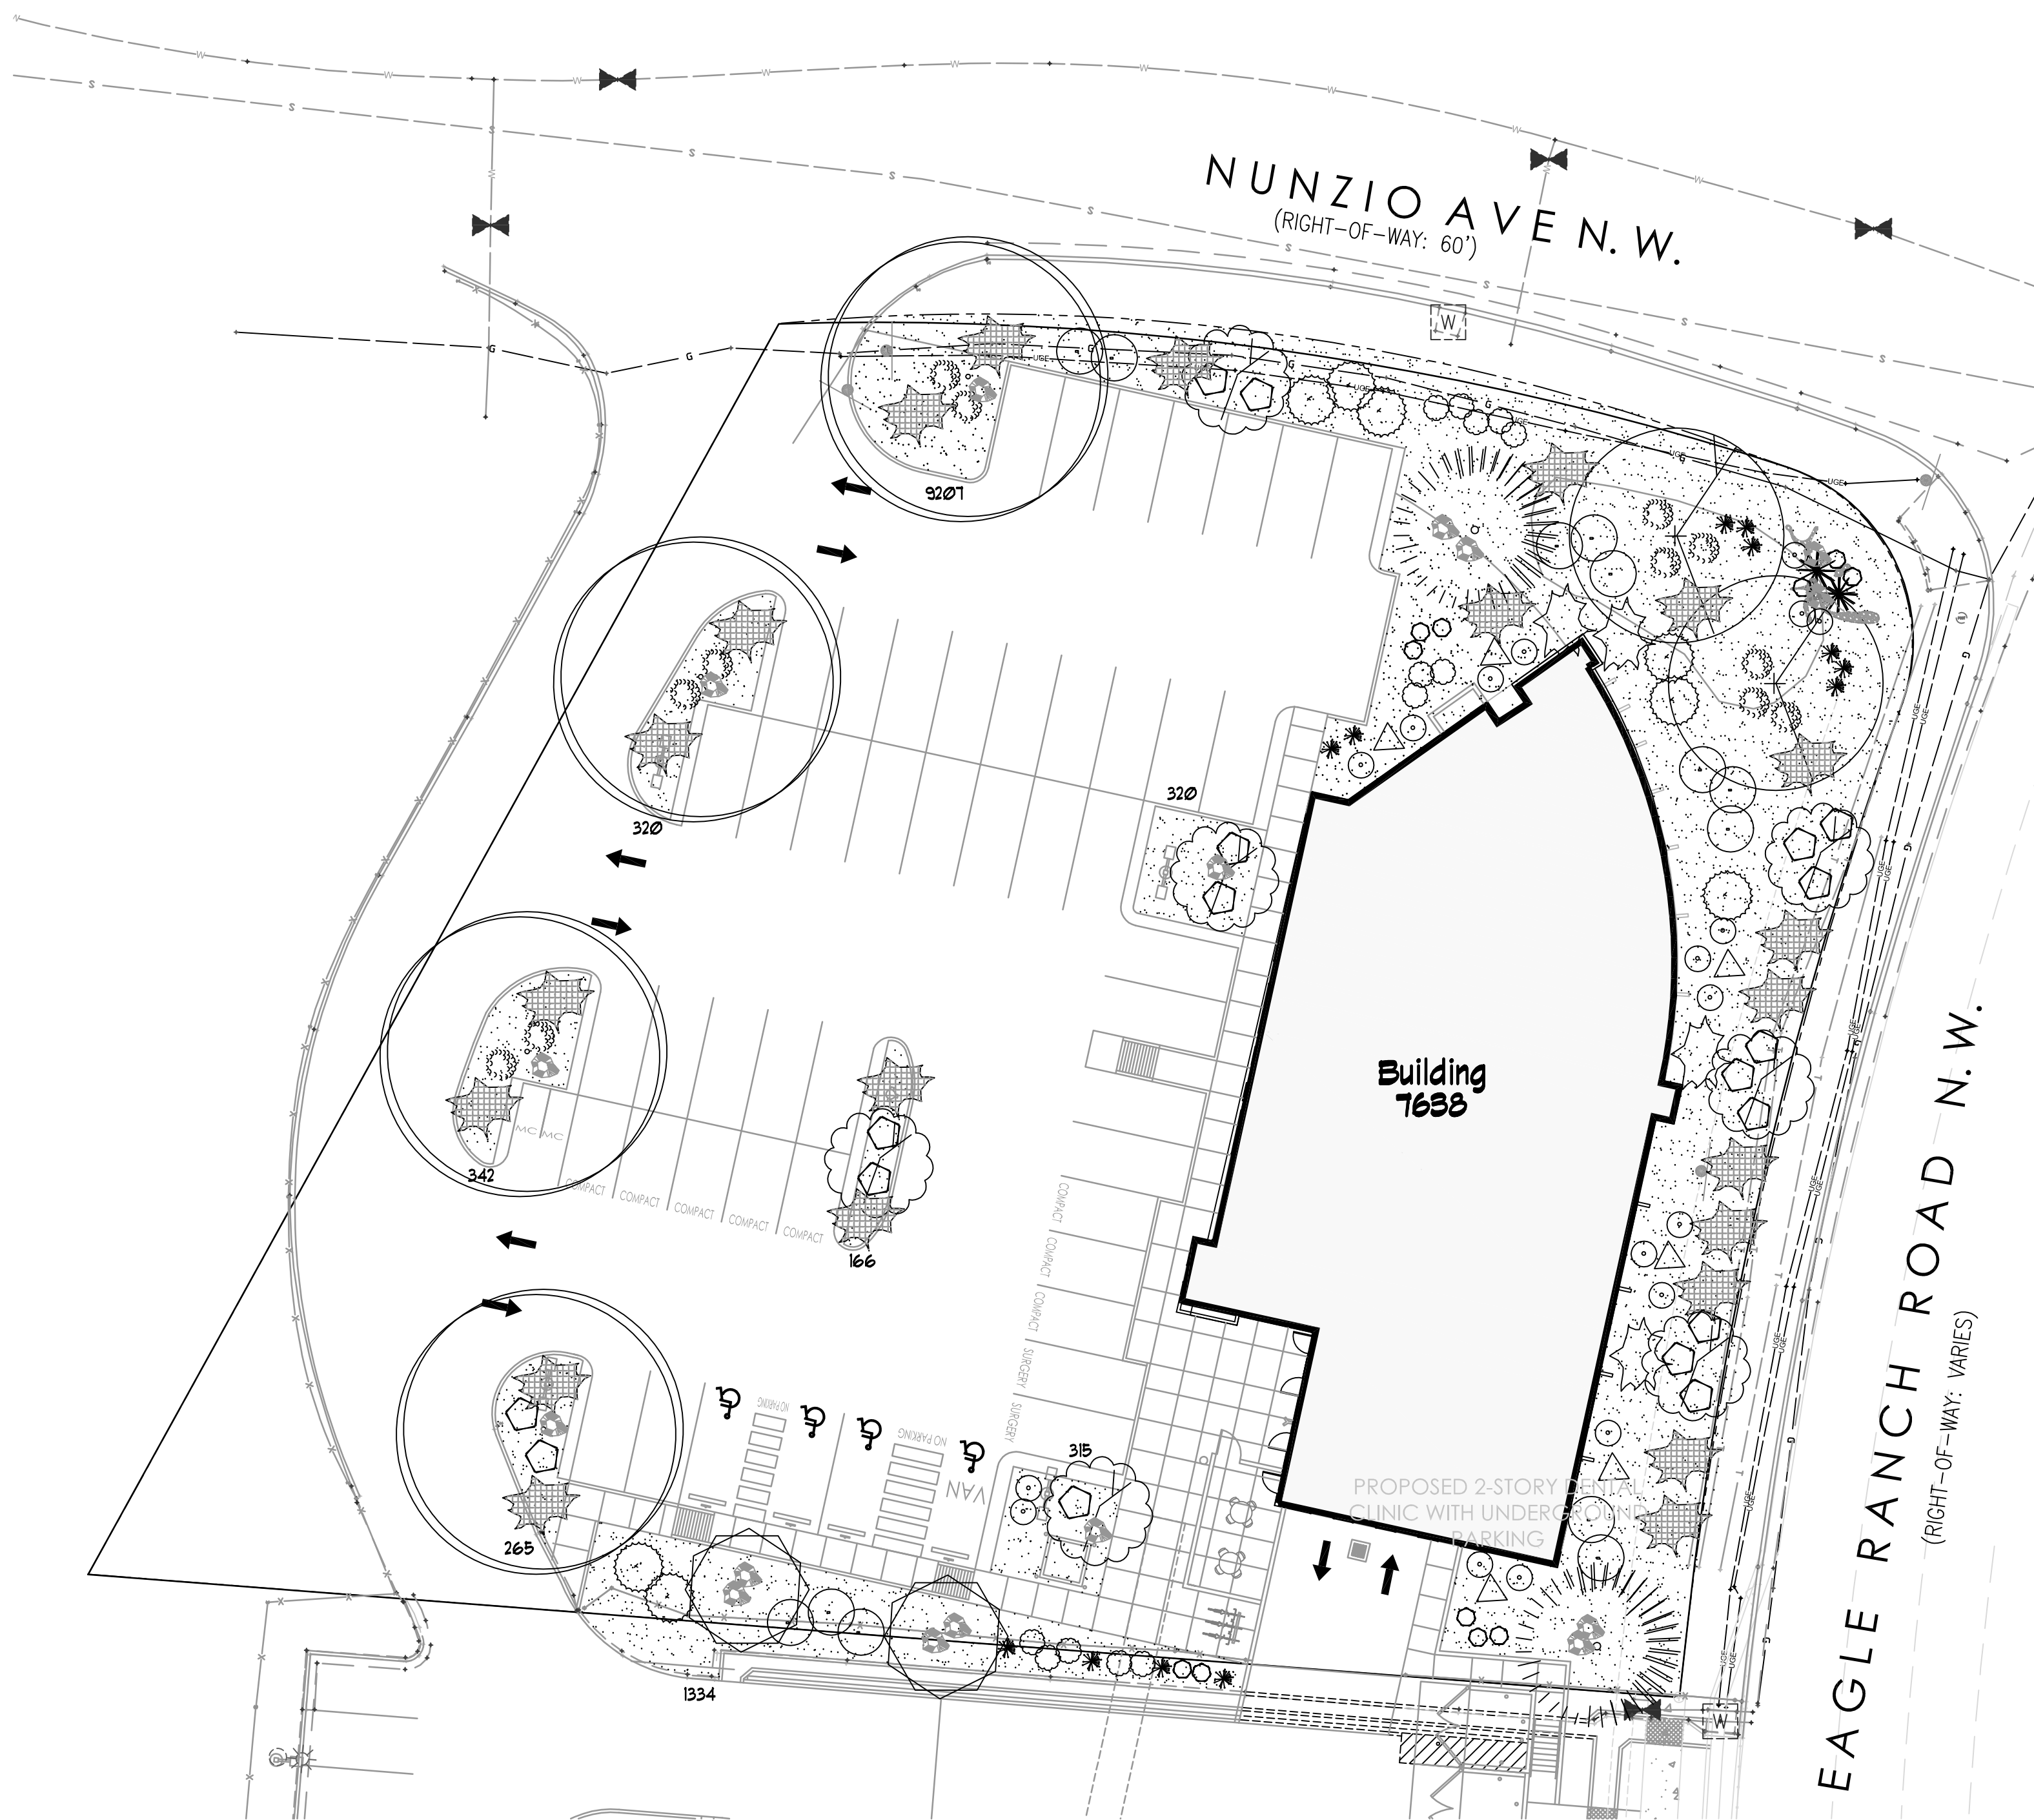 NUNZIO AVE N.W.
(RIGHT-OF-WAY: 60')
W
9207
320
320
342
MC MC
COMPACT
COMPACT
COMPACT
COMPACT
COMPACT
166
COMPACT
COMPACT
COMPACT
SURGERY
SURGERY
Building
7638
NO PARKING
NO PARKING
VAN
315
265
1334
PROPOSED 2-STORY DENTAL
CLINIC WITH UNDERGROUND
PARKING
EAGLE RANCH ROAD N.W.
(RIGHT-OF-WAY: VARIES)
W